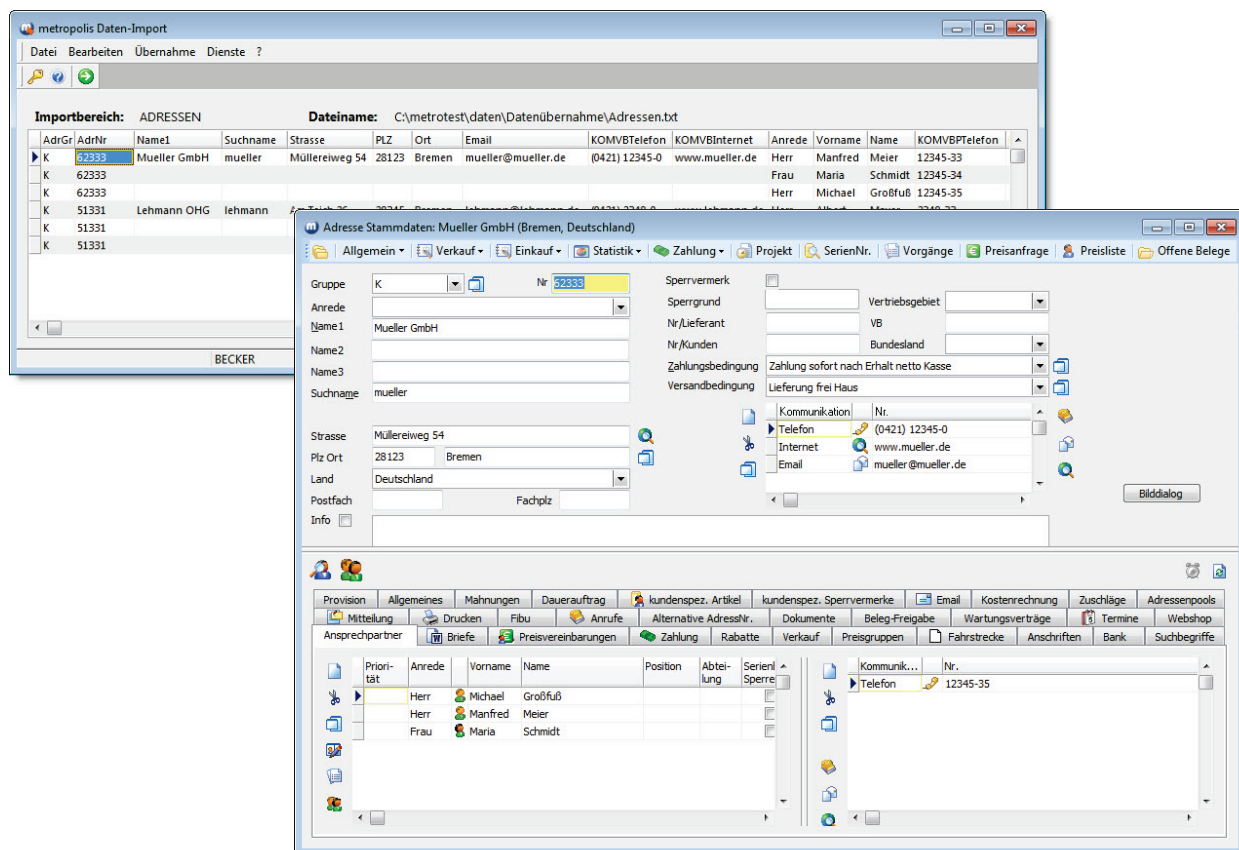 metropolis Daten-Import
Datei Bearbeiten Übernahme Dienste ?
Importbereich: ADRESSEN Dateiname: C:\metrotest\daten\Datenübernahme\Adressen.txt
AdrGr AdrNr Name1 Suchname Strasse PLZ Ort Email KOMVBTelefon KOMVBInternet Anrede Vorname Name KOMVBPTelefon
K 62333 Mueller GmbH mueller Müllereiweg 54 28123 Bremen mueller@mueller.de (0421) 12345-0 www.mueller.de Herr Manfred Meier 12345-33
K 62333 Frau Maria Schmidt 12345-34
K 62333 Herr Michael Großfuß 12345-35
K 51331 Lehmann OHG lehmann
K 51331
K 51331
BECKER
Adresse Stammdaten: Mueller GmbH (Bremen, Deutschland)
Allgemein Verkauf Einkauf Statistik Zahlung Projekt SerienNr. Vorgänge Preisanfrage Preisliste Offene Belege
Gruppe K Nr 62333 Sperrvermerk
Anrede Sperrgrund Vertriebsgebiet
Name1 Mueller GmbH Nr/Lieferant VB
Name2 Nr/Kunden Bundesland
Name3 Zahlungsbedingung Zahlung sofort nach Erhalt netto Kasse
Suchname mueller Versandbedingung Lieferung frei Haus
Kommunikation Nr.
Strasse Müllereiweg 54 Telefon (0421) 12345-0
Plz Ort 28123 Bremen Internet www.mueller.de
Land Deutschland Email mueller@mueller.de
Postfach Fachplz Bilddialog
Info
Provision Allgemeines Mahnungen Dauerauftrag kundenspez. Artikel kundenspez. Sperrvermerke Email Kostenrechnung Zuschläge Adressenpools
Mitteilung Drucken Fibu Anrufe Alternative AdressNr. Dokumente Beleg-Freigabe Wartungsverträge Termine Webshop
Ansprechpartner Briefe Preisvereinbarungen Zahlung Rabatte Verkauf Preisgruppen Fahrstrecke Anschriften Bank Suchbegriffe
Priori- Anrede Vorname Name Position Abtei- Serienl Kommunik... Nr.
tät lung Sperre Telefon 12345-35
Herr Michael Großfuß
Herr Manfred Meier
Frau Maria Schmidt